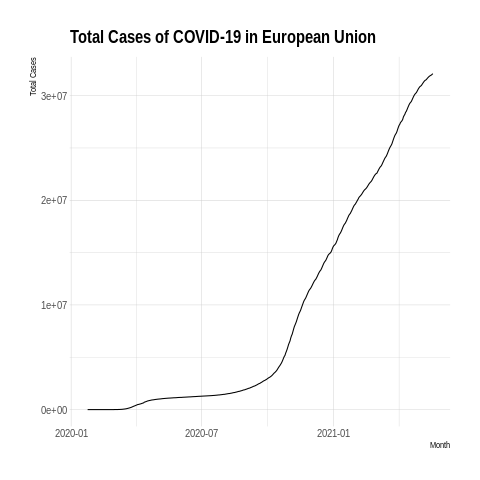 Total Cases of COVID-19 in European Union
Total Cases
3e+07
2e+07
1e+07
0e+00
2020-01 2020-07 2021-01
Month